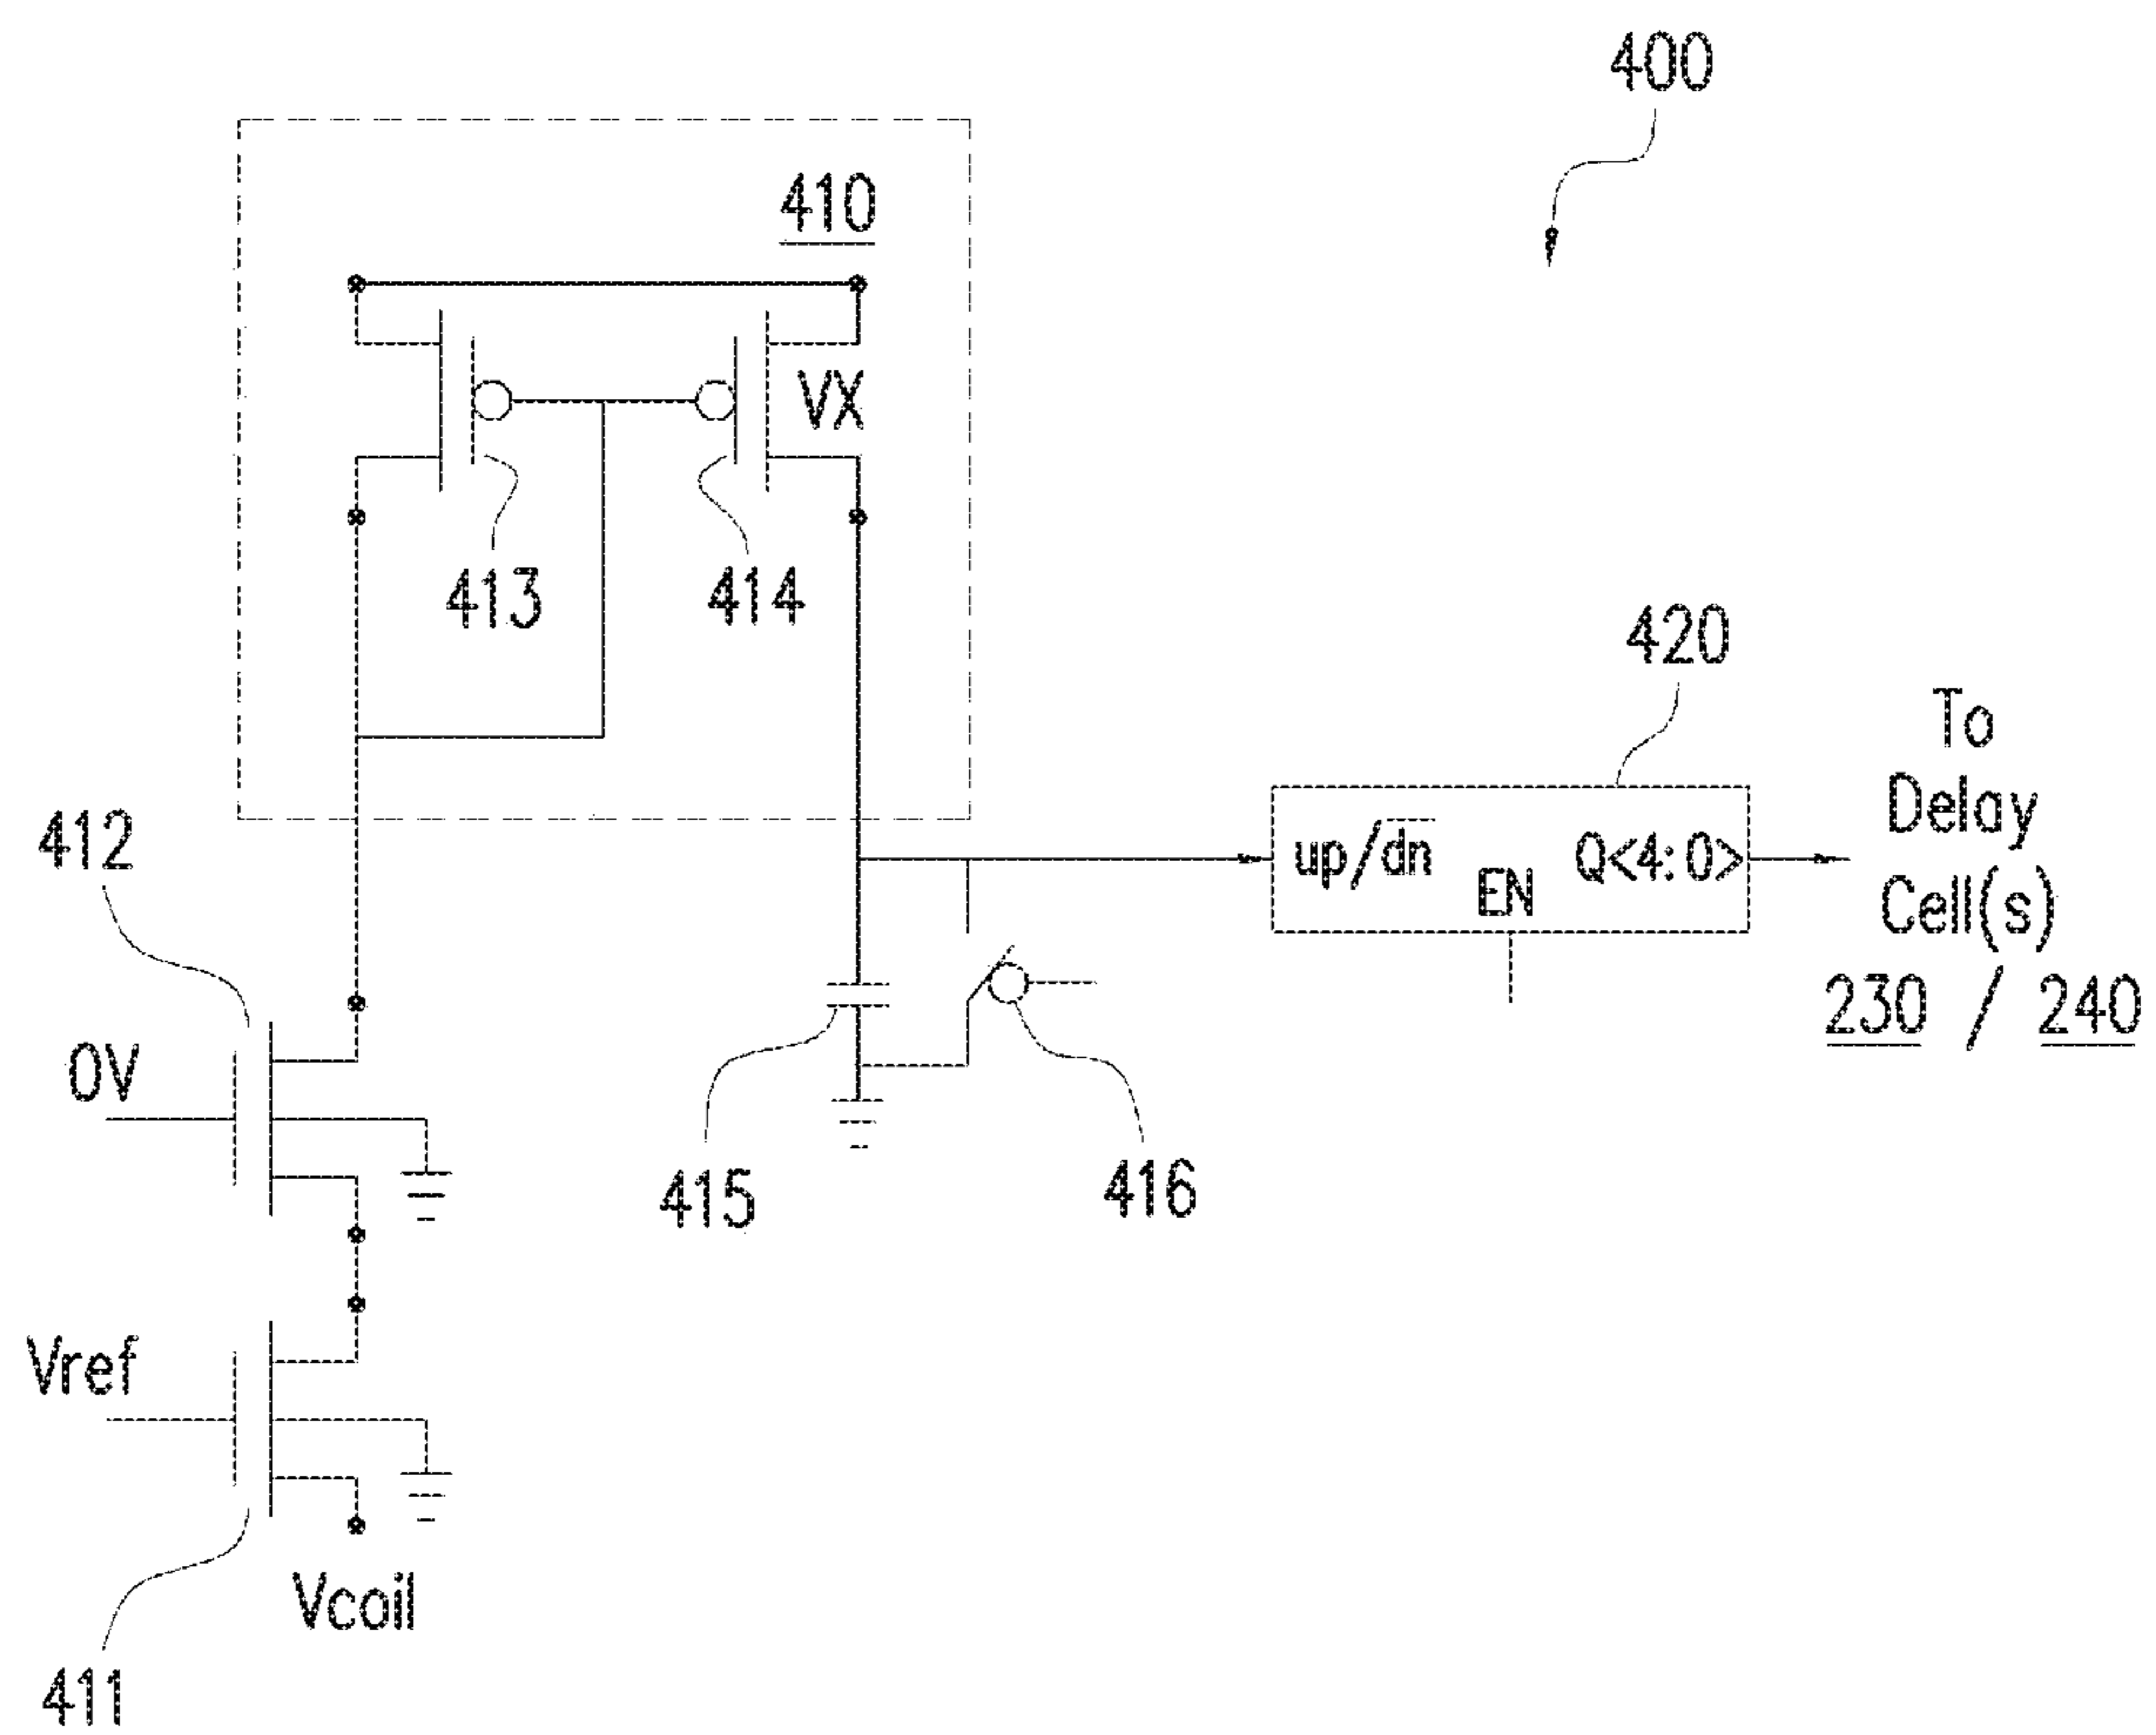 400
410
VX
413
414
420
To
Delay
Cell(s)
230 / 240
up/dn
EN
Q<4:0>
412
0V
415
416
Vref
Vcoil
411